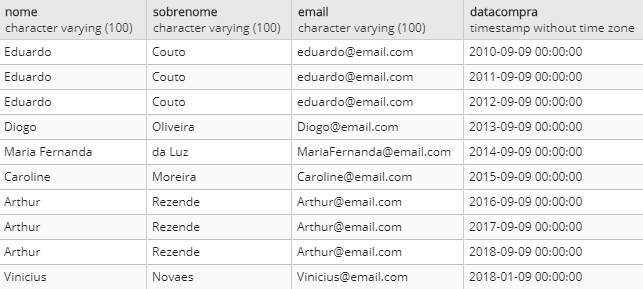 nome sobrenome email datacompra
character varying (100) character varying (100) character varying (100) timestamp without time zone
Eduardo Couto eduardo@email.com 2010-09-09 00:00:00
Eduardo Couto eduardo@email.com 2011-09-09 00:00:00
Eduardo Couto eduardo@email.com 2012-09-09 00:00:00
Diogo Oliveira Diogo@email.com 2013-09-09 00:00:00
Maria Fernanda da Luz MariaFernanda@email.com 2014-09-09 00:00:00
Caroline Moreira Caroline@email.com 2015-09-09 00:00:00
Arthur Rezende Arthur@email.com 2016-09-09 00:00:00
Arthur Rezende Arthur@email.com 2017-09-09 00:00:00
Arthur Rezende Arthur@email.com 2018-09-09 00:00:00
Vinicius Novaes Vinicius@email.com 2018-01-09 00:00:00